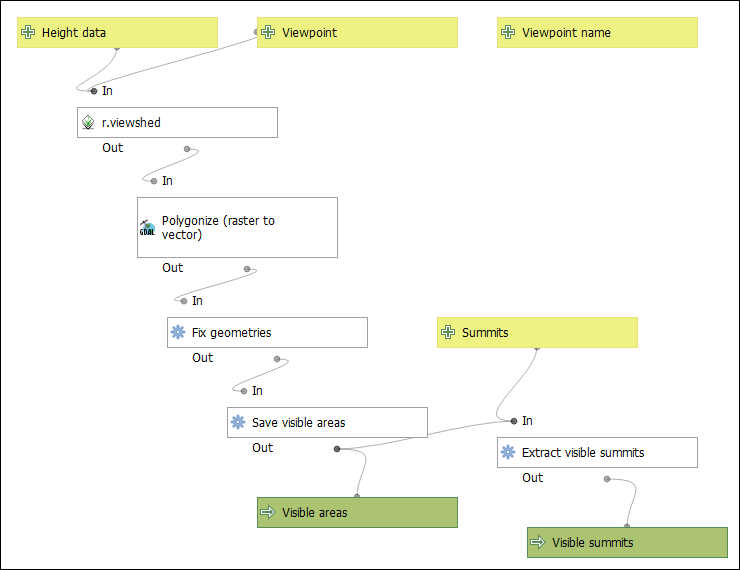 Height data
Viewpoint
Viewpoint name
In
r.viewshed
Out
In
GDAL
Polygonize (raster to
vector)
Out
In
Fix geometries
Summits
Out
In
In
Save visible areas
Out
Extract visible summits
Out
Visible areas
Visible summits